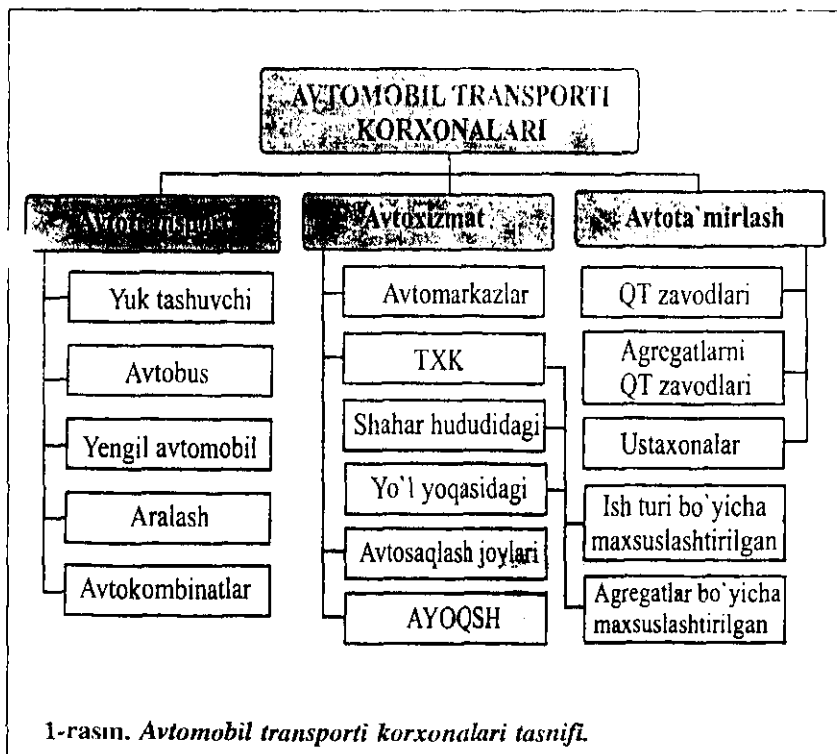 AVTOMOBIL TRANSPORTI
KORXONALARI
Avtotransport
Yuk tashuvchi
Avtobus
Yengil avtomobil
Aralash
Avtokombinatlar
Avtoxizmat
Avtomarkazlar
TXK
Shahar hududidagi
Yo`l yoqasidagi
Avtosaqlash joylari
AYOQSH
Avtota`mirlash
QT zavodlari
Agregatlarni
QT zavodlari
Ustaxonalar
Ish turi bo`yicha
maxsuslashtirilgan
Agregatlar bo`yicha
maxsuslashtirilgan
1-rasm. Avtomobil transporti korxonalari tasnifi.